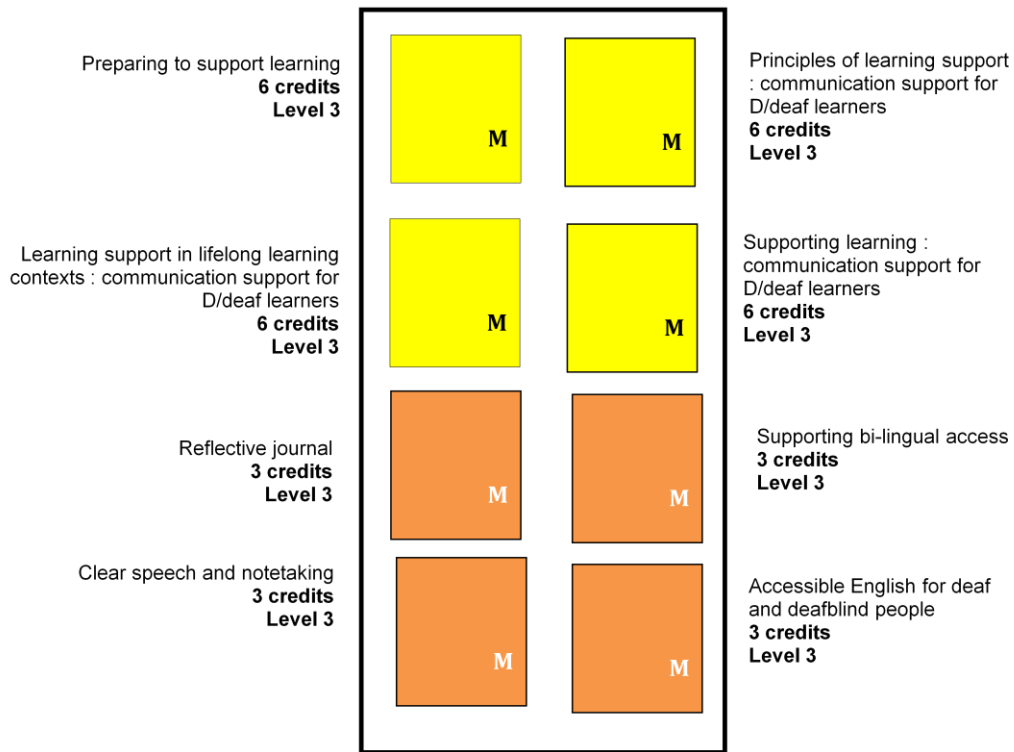 Preparing to support learning
6 credits
Level 3
M
M
Principles of learning support
: communication support for
D/deaf learners
6 credits
Level 3
Learning support in lifelong learning
contexts : communication support for
D/deaf learners
6 credits
Level 3
M
M
Supporting learning :
communication support for
D/deaf learners
6 credits
Level 3
Reflective journal
3 credits
Level 3
M
M
Supporting bi-lingual access
3 credits
Level 3
Clear speech and notetaking
3 credits
Level 3
M
M
Accessible English for deaf
and deafblind people
3 credits
Level 3